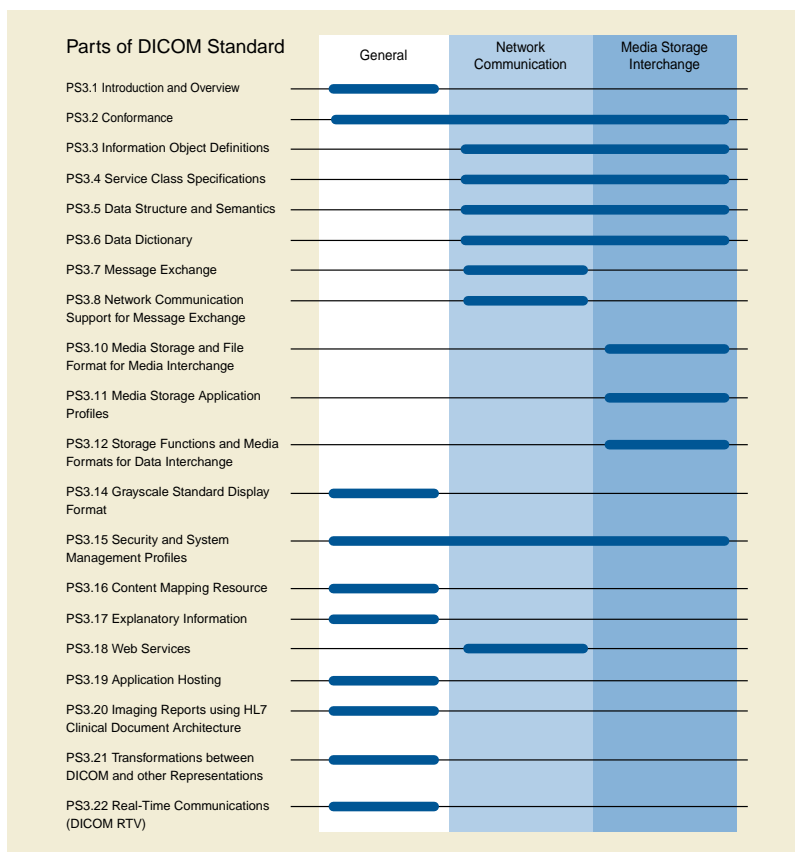 Parts of DICOM Standard
General
Network
Communication
Media Storage
Interchange
PS3.1 Introduction and Overview
PS3.2 Conformance
PS3.3 Information Object Definitions
PS3.4 Service Class Specifications
PS3.5 Data Structure and Semantics
PS3.6 Data Dictionary
PS3.7 Message Exchange
PS3.8 Network Communication
Support for Message Exchange
PS3.10 Media Storage and File
Format for Media Interchange
PS3.11 Media Storage Application
Profiles
PS3.12 Storage Functions and Media
Formats for Data Interchange
PS3.14 Grayscale Standard Display
Format
PS3.15 Security and System
Management Profiles
PS3.16 Content Mapping Resource
PS3.17 Explanatory Information
PS3.18 Web Services
PS3.19 Application Hosting
PS3.20 Imaging Reports using HL7
Clinical Document Architecture
PS3.21 Transformations between
DICOM and other Representations
PS3.22 Real-Time Communications
(DICOM RTV)